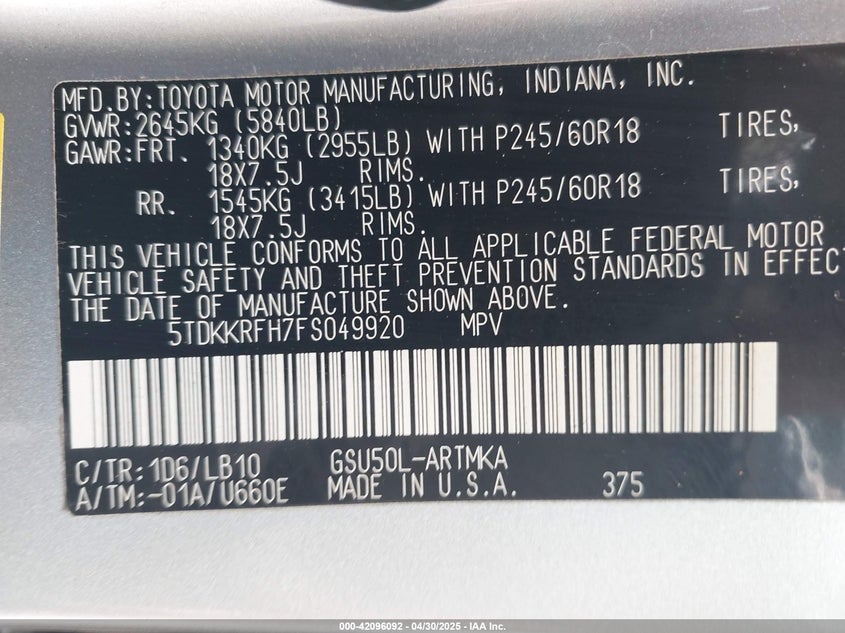 MFD.BY:TOYOTA MOTOR MANUFACTURING, INDIANA, INC.
GVWR:2645KG (5840LB)
GAWR:FRT. 1340KG (2955LB) WITH P245/60R18 TIRES,
18X7.5J RIMS.
RR. 1545KG (3415LB) WITH P245/60R18 TIRES,
18X7.5J RIMS.
THIS VEHICLE CONFORMS TO ALL APPLICABLE FEDERAL MOTOR
VEHICLE SAFETY AND THEFT PREVENTION STANDARDS IN EFFEC
THE DATE OF MANUFACTURE SHOWN ABOVE.
5TDKKRFH7FS049920 MPV
C/TR:1D6/LB10 GSU50L-ARTMKA
A/TM:-01A/U660E MADE IN U.S.A. 375
000-42096092 - 04/30/2025 - IAA Inc.